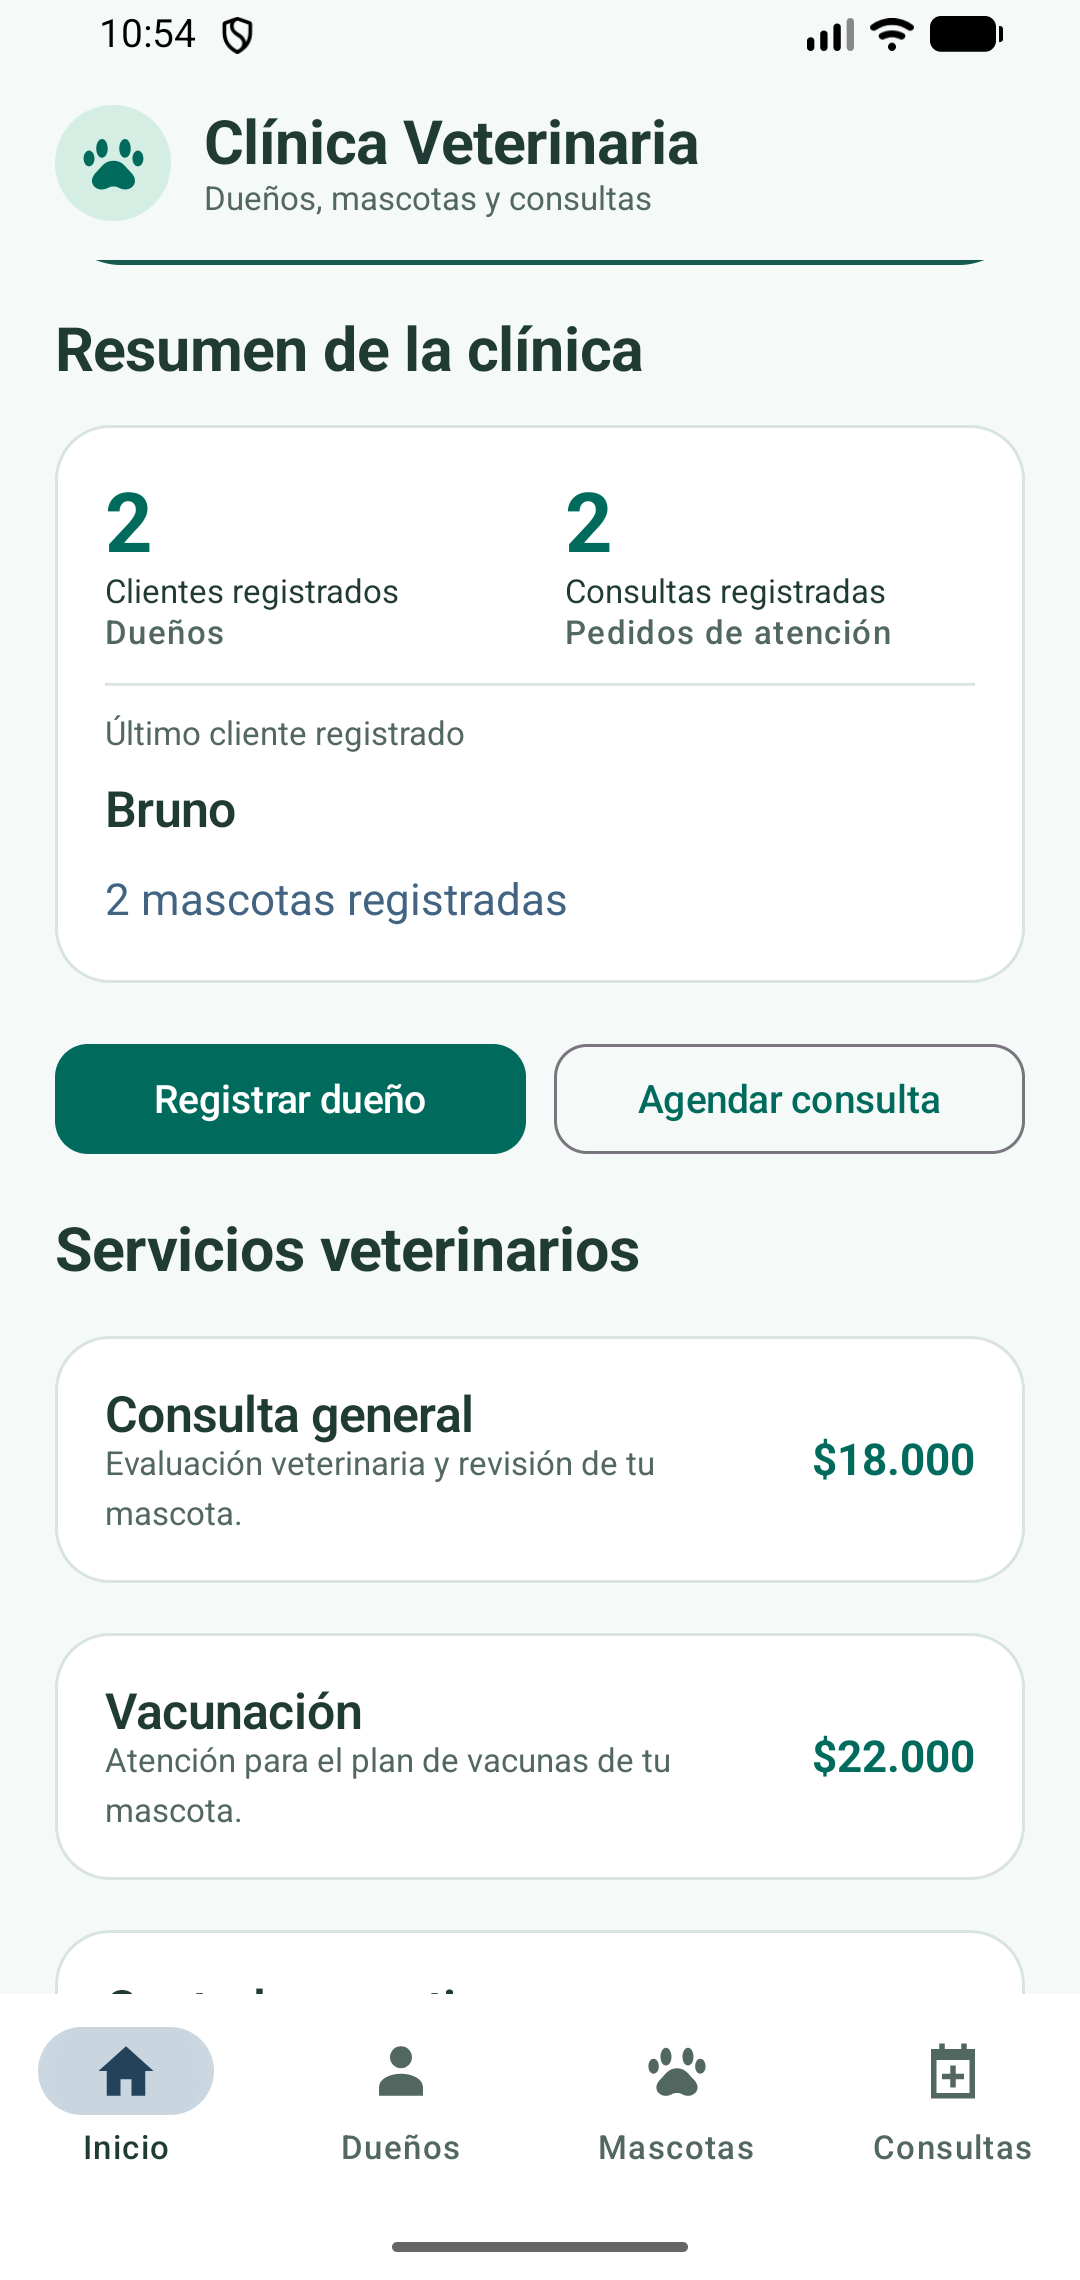 10:54
Clínica Veterinaria
Dueños, mascotas y consultas
Resumen de la clínica
2
2
Clientes registrados
Consultas registradas
Dueños
Pedidos de atención
Último cliente registrado
Bruno
2 mascotas registradas
Registrar dueño
Agendar consulta
Servicios veterinarios
Consulta general
Evaluación veterinaria y revisión de tu
mascota.
$18.000
Vacunación
Atención para el plan de vacunas de tu
mascota.
$22.000
Inicio
Dueños
Mascotas
Consultas